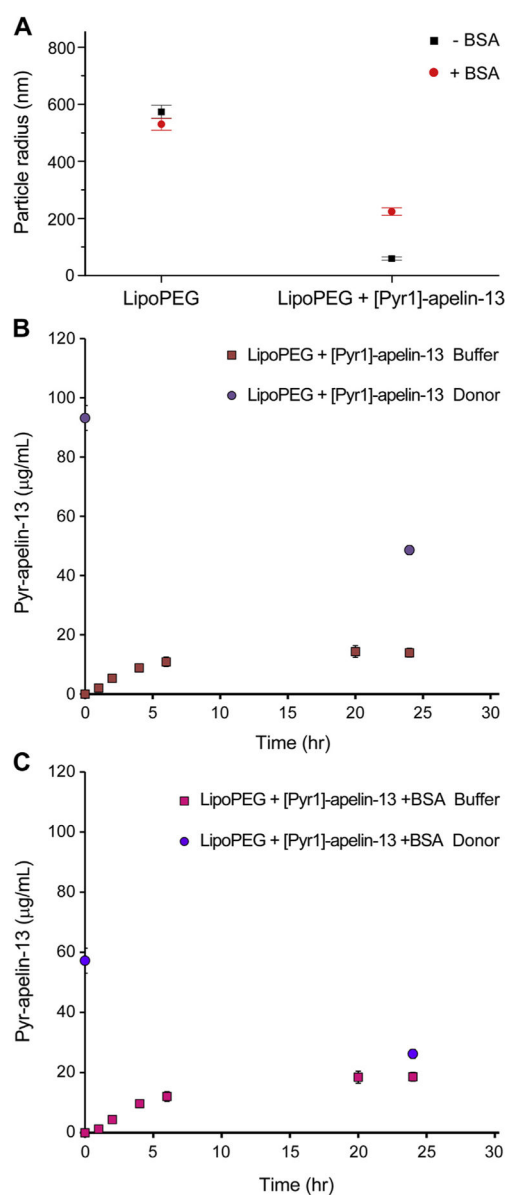 A
- BSA
+ BSA
Particle radius (nm)
800
600
400
200
0
LipoPEG
LipoPEG + [Pyr1]-apelin-13
B
LipoPEG + [Pyr1]-apelin-13 Buffer
LipoPEG + [Pyr1]-apelin-13 Donor
Pyr-apelin-13 (µg/mL)
120
100
80
60
40
20
0
0 5 10 15 20 25 30
Time (hr)
C
LipoPEG + [Pyr1]-apelin-13 +BSA Buffer
LipoPEG + [Pyr1]-apelin-13 +BSA Donor
Pyr-apelin-13 (µg/mL)
120
100
80
60
40
20
0
0 5 10 15 20 25 30
Time (hr)